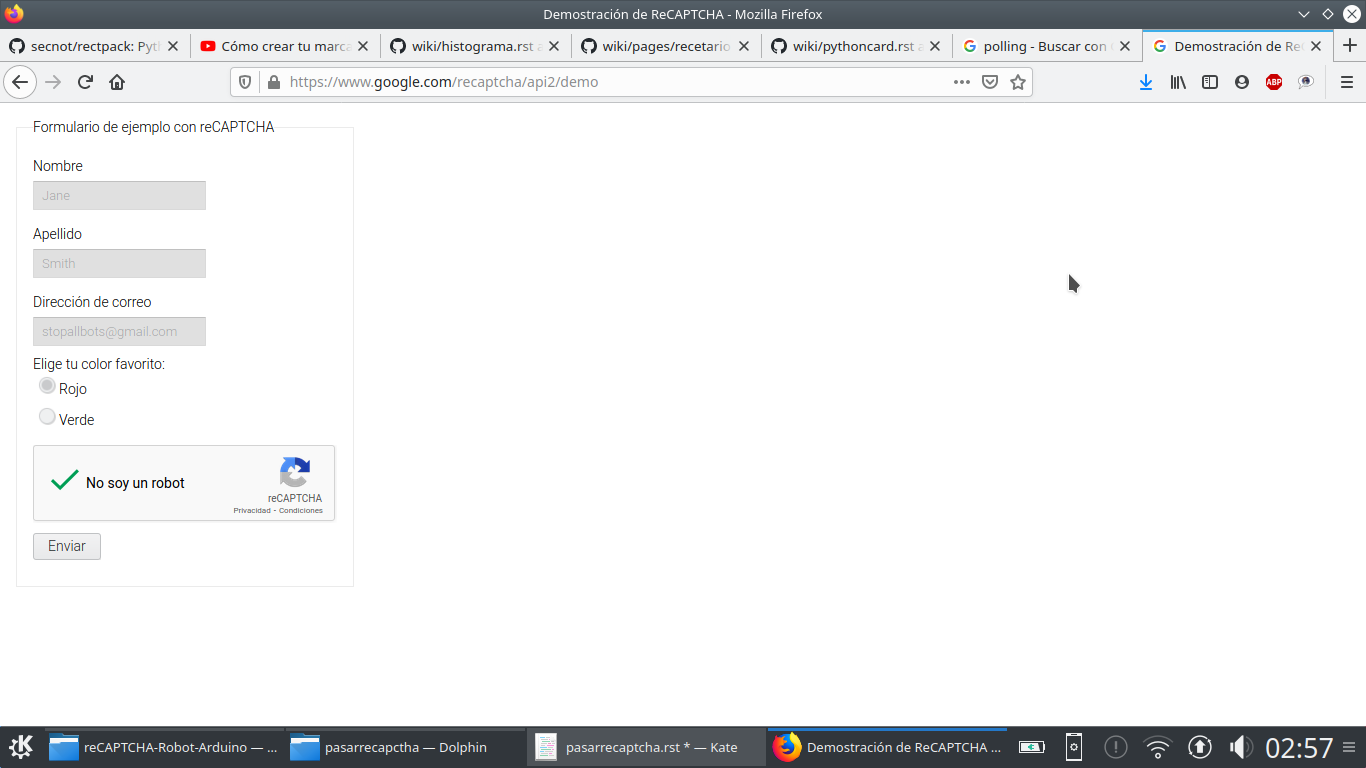 Demostración de ReCAPTCHA - Mozilla Firefox
secnot/rectpack: Pyth
Cómo crear tu marca
wiki/histograma.rst a
wiki/pages/recetario
wiki/pythoncard.rst a
polling - Buscar con G
Demostración de ReC
https://www.google.com/recaptcha/api2/demo
ABP
Formulario de ejemplo con reCAPTCHA
Nombre
Jane
Apellido
Smith
Dirección de correo
stopallbots@gmail.com
Elige tu color favorito:
Rojo
Verde
No soy un robot
reCAPTCHA
Privacidad - Condiciones
Enviar
reCAPTCHA-Robot-Arduino — ...
pasarrecapctha — Dolphin
pasarrecaptcha.rst * — Kate
Demostración de ReCAPTCHA ...
02:57